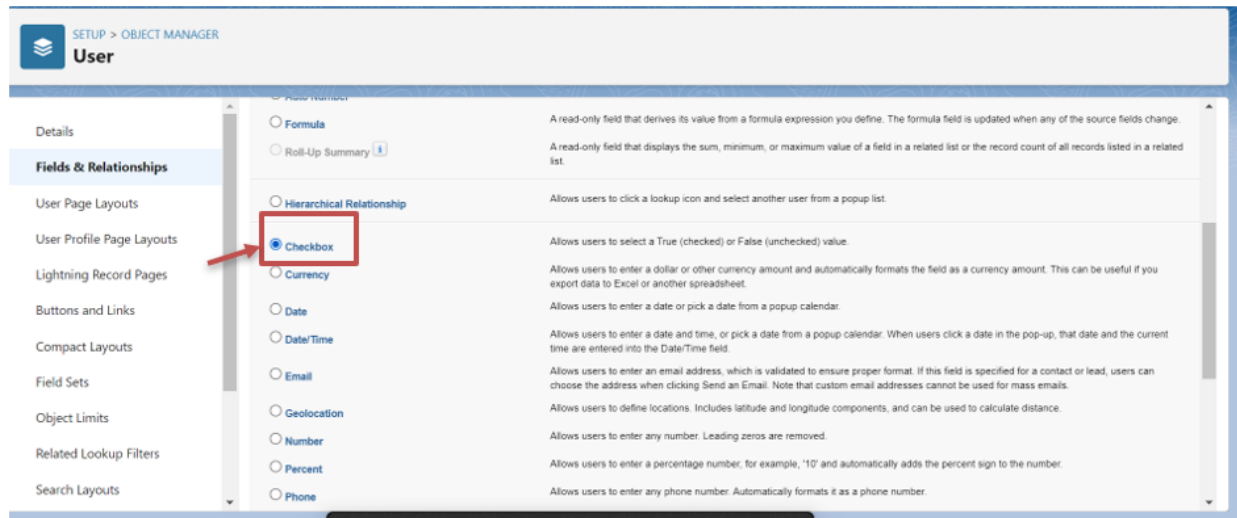 SETUP > OBJECT MANAGER
User
Details
Fields & Relationships
User Page Layouts
User Profile Page Layouts
Lightning Record Pages
Buttons and Links
Compact Layouts
Field Sets
Object Limits
Related Lookup Filters
Search Layouts
Auto Number
Formula
A read-only field that derives its value from a formula expression you define. The formula field is updated when any of the source fields change.
Roll-Up Summary i
A read-only field that displays the sum, minimum, or maximum value of a field in a related list or the record count of all records listed in a related
list.
Hierarchical Relationship
Allows users to click a lookup icon and select another user from a popup list.
Checkbox
Allows users to select a True (checked) or False (unchecked) value.
Currency
Allows users to enter a dollar or other currency amount and automatically formats the field as a currency amount. This can be useful if you
export data to Excel or another spreadsheet.
Date
Allows users to enter a date or pick a date from a popup calendar.
Date/Time
Allows users to enter a date and time, or pick a date from a popup calendar. When users click a date in the pop-up, that date and the current
time are entered into the Date/Time field.
Email
Allows users to enter an email address, which is validated to ensure proper format. If this field is specified for a contact or lead, users can
choose the address when clicking Send an Email. Note that custom email addresses cannot be used for mass emails.
Geolocation
Allows users to define locations. Includes latitude and longitude components, and can be used to calculate distance.
Number
Allows users to enter any number. Leading zeros are removed.
Percent
Allows users to enter a percentage number, for example, '10' and automatically adds the percent sign to the number.
Phone
Allows users to enter any phone number. Automatically formats it as a phone number.